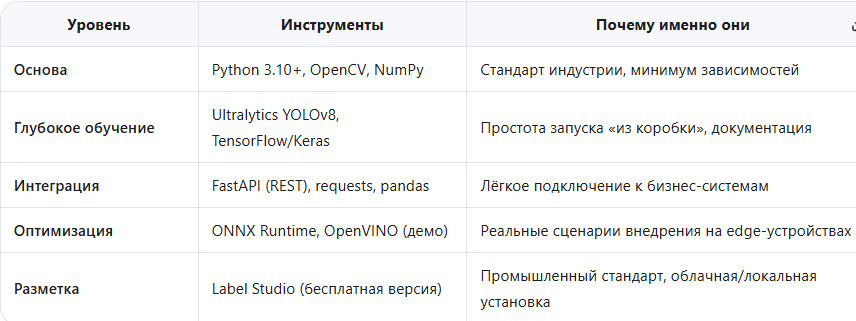 Уровень Инструменты Почему именно они
Основа Python 3.10+, OpenCV, NumPy Стандарт индустрии, минимум зависимостей
Глубокое обучение Ultralytics YOLOv8,
TensorFlow/Keras Простота запуска «из коробки», документация
Интеграция FastAPI (REST), requests, pandas Лёгкое подключение к бизнес-системам
Оптимизация ONNX Runtime, OpenVINO (демо) Реальные сценарии внедрения на edge-устройствах
Разметка Label Studio (бесплатная версия) Промышленный стандарт, облачная/локальная
установка